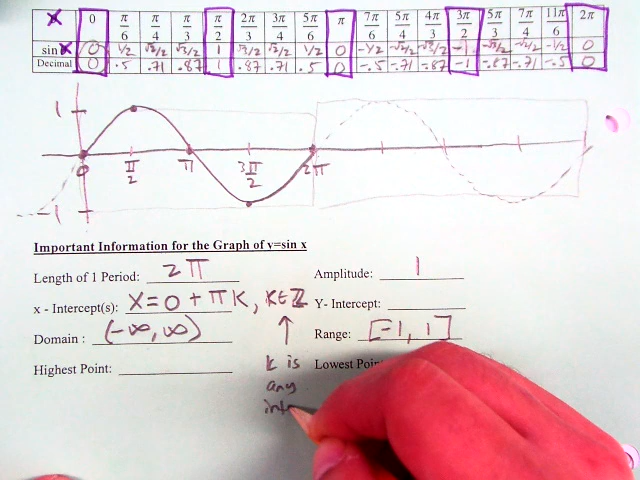 x 0 π/6 π/4 π/3 π/2 2π/3 3π/4 5π/6 π 7π/6 5π/4 4π/3 3π/2 5π/3 7π/4 11π/6 2π
sin x 0 1/2 √2/2 √3/2 1 √3/2 √2/2 1/2 0 -1/2 -√2/2 -√3/2 -1 -√3/2 -√2/2 -1/2 0
Decimal 0 .5 .71 .87 1 .87 .71 .5 0 -.5 -.71 -.87 -1 -.87 -.71 -.5 0
1
0 π/2 π 3π/2 2π
-1
Important Information for the Graph of y=sin x
Length of 1 Period: 2π Amplitude: 1
x - Intercept(s): x = 0 + πK, K∈ℤ Y- Intercept:
Domain : (-∞, ∞) Range: [-1, 1]
Highest Point: k is Lowest
any